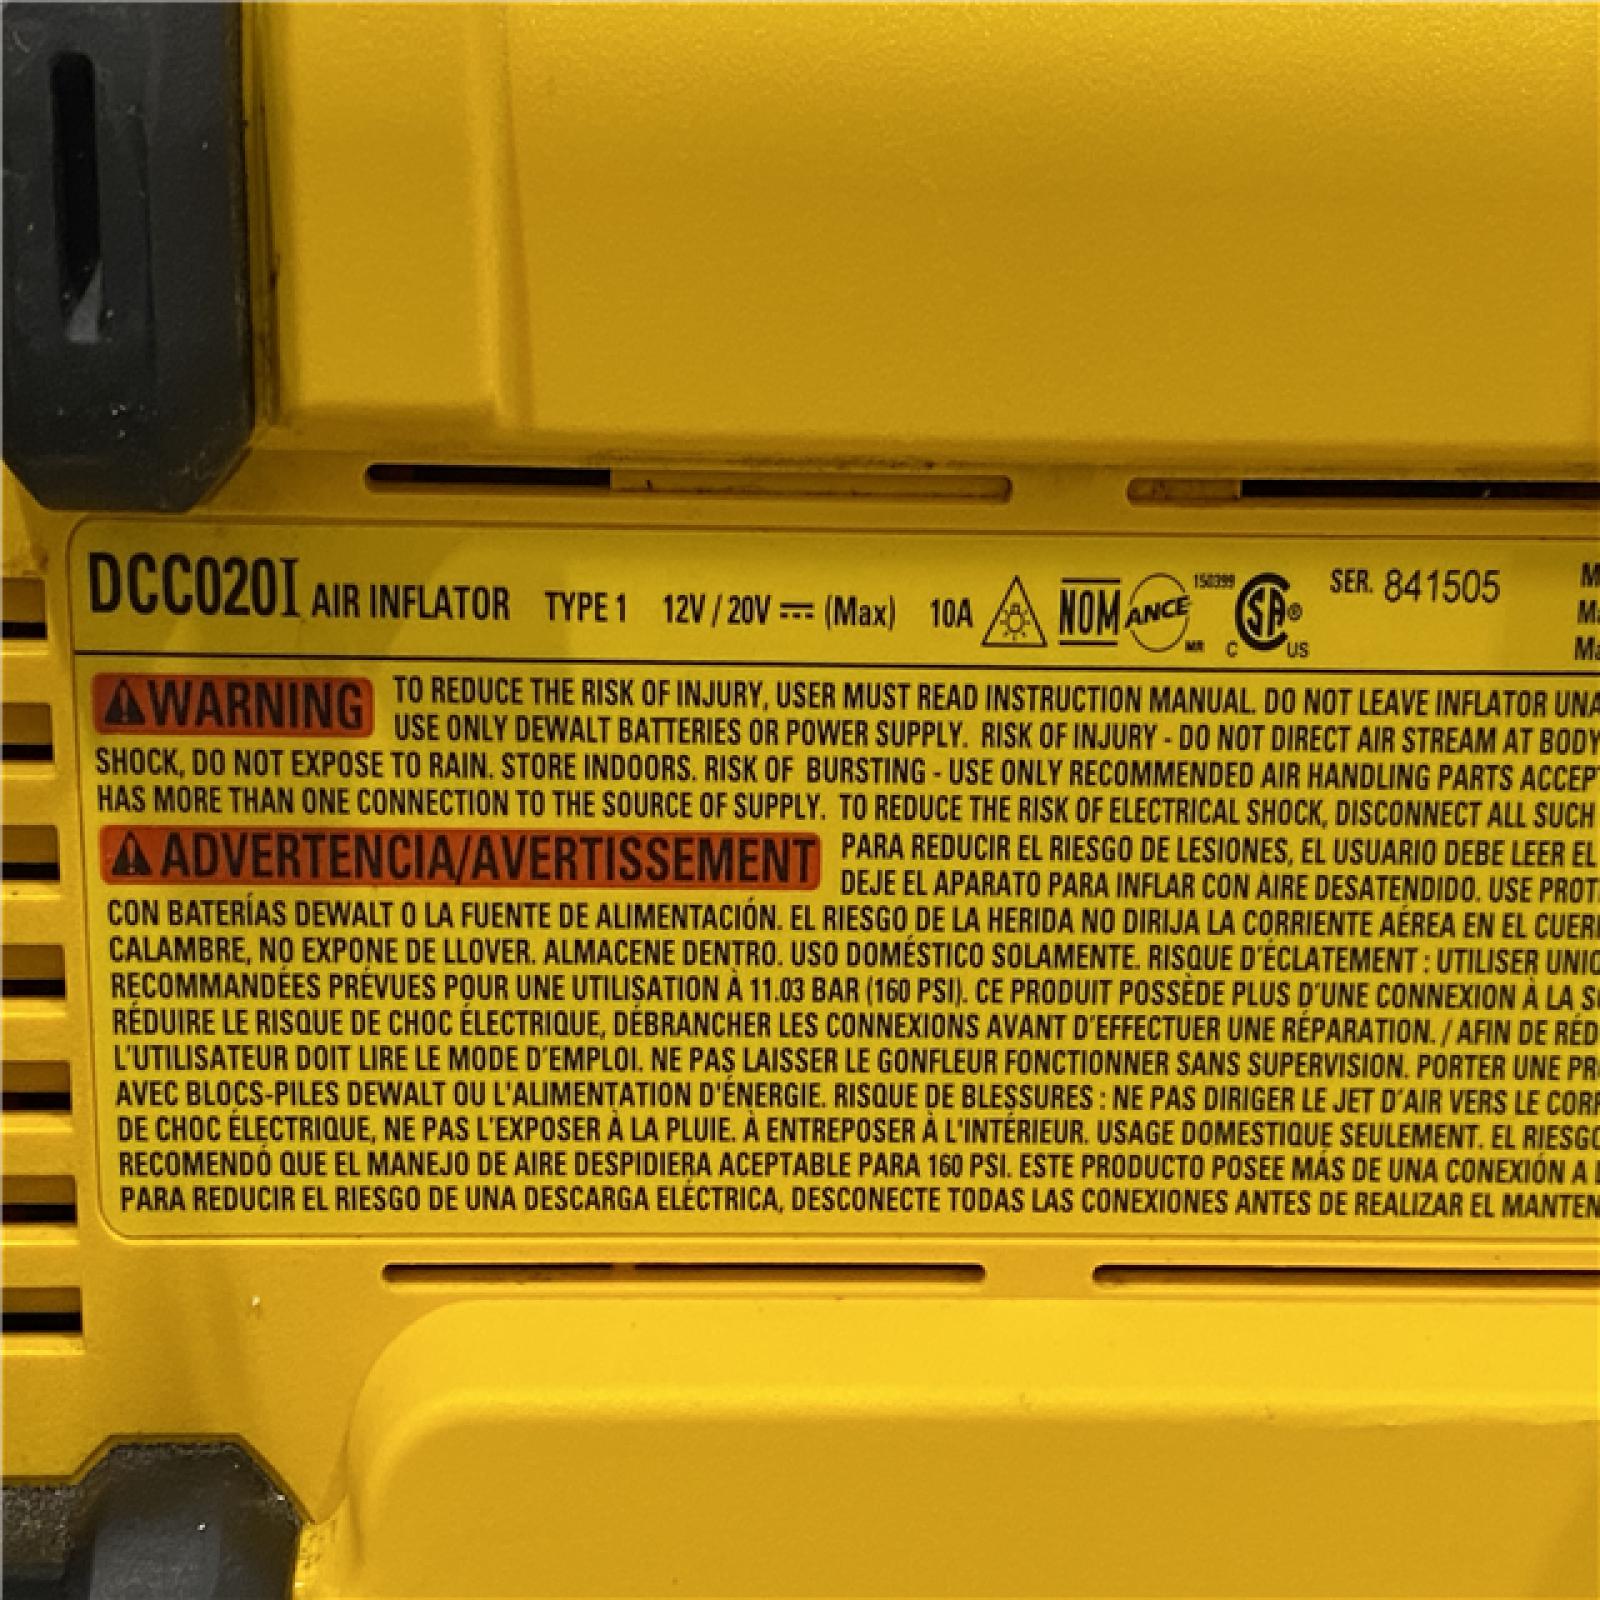 DCC020I AIR INFLATOR TYPE 1 12V / 20V ⎓ (Max) 10A NOM ANCE MR 150399 C SA ® US SER. 841505
WARNING TO REDUCE THE RISK OF INJURY, USER MUST READ INSTRUCTION MANUAL. DO NOT LEAVE INFLATOR UNA
USE ONLY DEWALT BATTERIES OR POWER SUPPLY. RISK OF INJURY - DO NOT DIRECT AIR STREAM AT BODY
SHOCK, DO NOT EXPOSE TO RAIN. STORE INDOORS. RISK OF BURSTING - USE ONLY RECOMMENDED AIR HANDLING PARTS ACCEPT
HAS MORE THAN ONE CONNECTION TO THE SOURCE OF SUPPLY. TO REDUCE THE RISK OF ELECTRICAL SHOCK, DISCONNECT ALL SUCH
ADVERTENCIA/AVERTISSEMENT PARA REDUCIR EL RIESGO DE LESIONES, EL USUARIO DEBE LEER EL
DEJE EL APARATO PARA INFLAR CON AIRE DESATENDIDO. USE PROTE
CON BATERÍAS DEWALT O LA FUENTE DE ALIMENTACIÓN. EL RIESGO DE LA HERIDA NO DIRIJA LA CORRIENTE AÉREA EN EL CUER
CALAMBRE, NO EXPONE DE LLOVER. ALMACENE DENTRO. USO DOMÉSTICO SOLAMENTE. RISQUE D'ÉCLATEMENT : UTILISER UNIQ
RECOMMANDÉES PRÉVUES POUR UNE UTILISATION À 11.03 BAR (160 PSI). CE PRODUIT POSSÈDE PLUS D'UNE CONNEXION À LA SO
RÉDUIRE LE RISQUE DE CHOC ÉLECTRIQUE, DÉBRANCHER LES CONNEXIONS AVANT D'EFFECTUER UNE RÉPARATION. / AFIN DE RÉD
L'UTILISATEUR DOIT LIRE LE MODE D'EMPLOI. NE PAS LAISSER LE GONFLEUR FONCTIONNER SANS SUPERVISION. PORTER UNE PR
AVEC BLOCS-PILES DEWALT OU L'ALIMENTATION D'ÉNERGIE. RISQUE DE BLESSURES : NE PAS DIRIGER LE JET D'AIR VERS LE CORP
DE CHOC ÉLECTRIQUE, NE PAS L'EXPOSER À LA PLUIE. À ENTREPOSER À L'INTÉRIEUR. USAGE DOMESTIQUE SEULEMENT. EL RIESGO
RECOMENDÓ QUE EL MANEJO DE AIRE DESPIDIERA ACEPTABLE PARA 160 PSI. ESTE PRODUCTO POSEE MÁS DE UNA CONEXIÓN A L
PARA REDUCIR EL RIESGO DE UNA DESCARGA ELÉCTRICA, DESCONECTE TODAS LAS CONEXIONES ANTES DE REALIZAR EL MANTEN